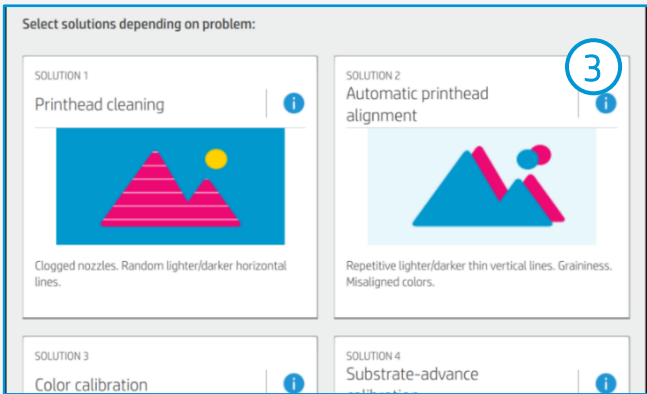 Select solutions depending on problem:
SOLUTION 1
Printhead cleaning
i
Clogged nozzles. Random lighter/darker horizontal
lines.
3
SOLUTION 2
Automatic printhead
alignment
i
Repetitive lighter/darker thin vertical lines. Graininess.
Misaligned colors.
SOLUTION 3
Color calibration
i
SOLUTION 4
Substrate-advance
i